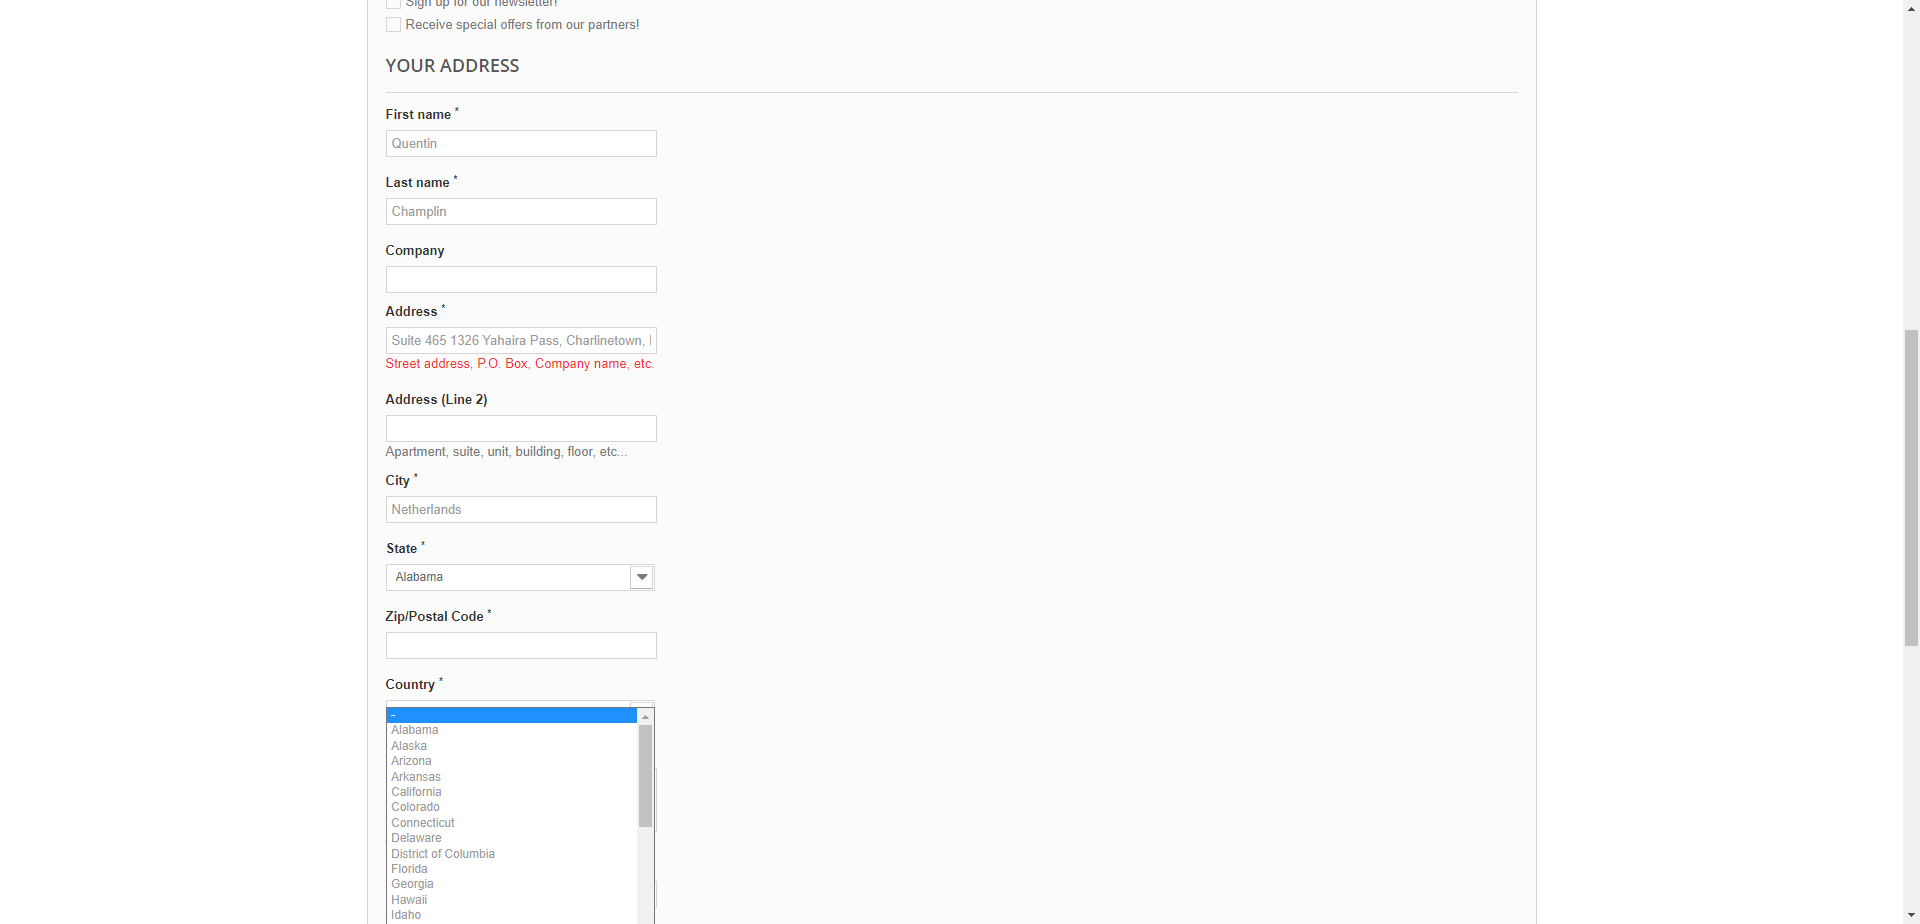 Sign up for our newsletter!
Receive special offers from our partners!
YOUR ADDRESS
First name *
Quentin
Last name *
Champlin
Company
Address *
Suite 465 1326 Yahaira Pass, Charlinetown,
Street address, P.O. Box, Company name, etc.
Address (Line 2)
Apartment, suite, unit, building, floor, etc...
City *
Netherlands
State *
Alabama
Zip/Postal Code *
Country *
-
Alabama
Alaska
Arizona
Arkansas
California
Colorado
Connecticut
Delaware
District of Columbia
Florida
Georgia
Hawaii
Idaho